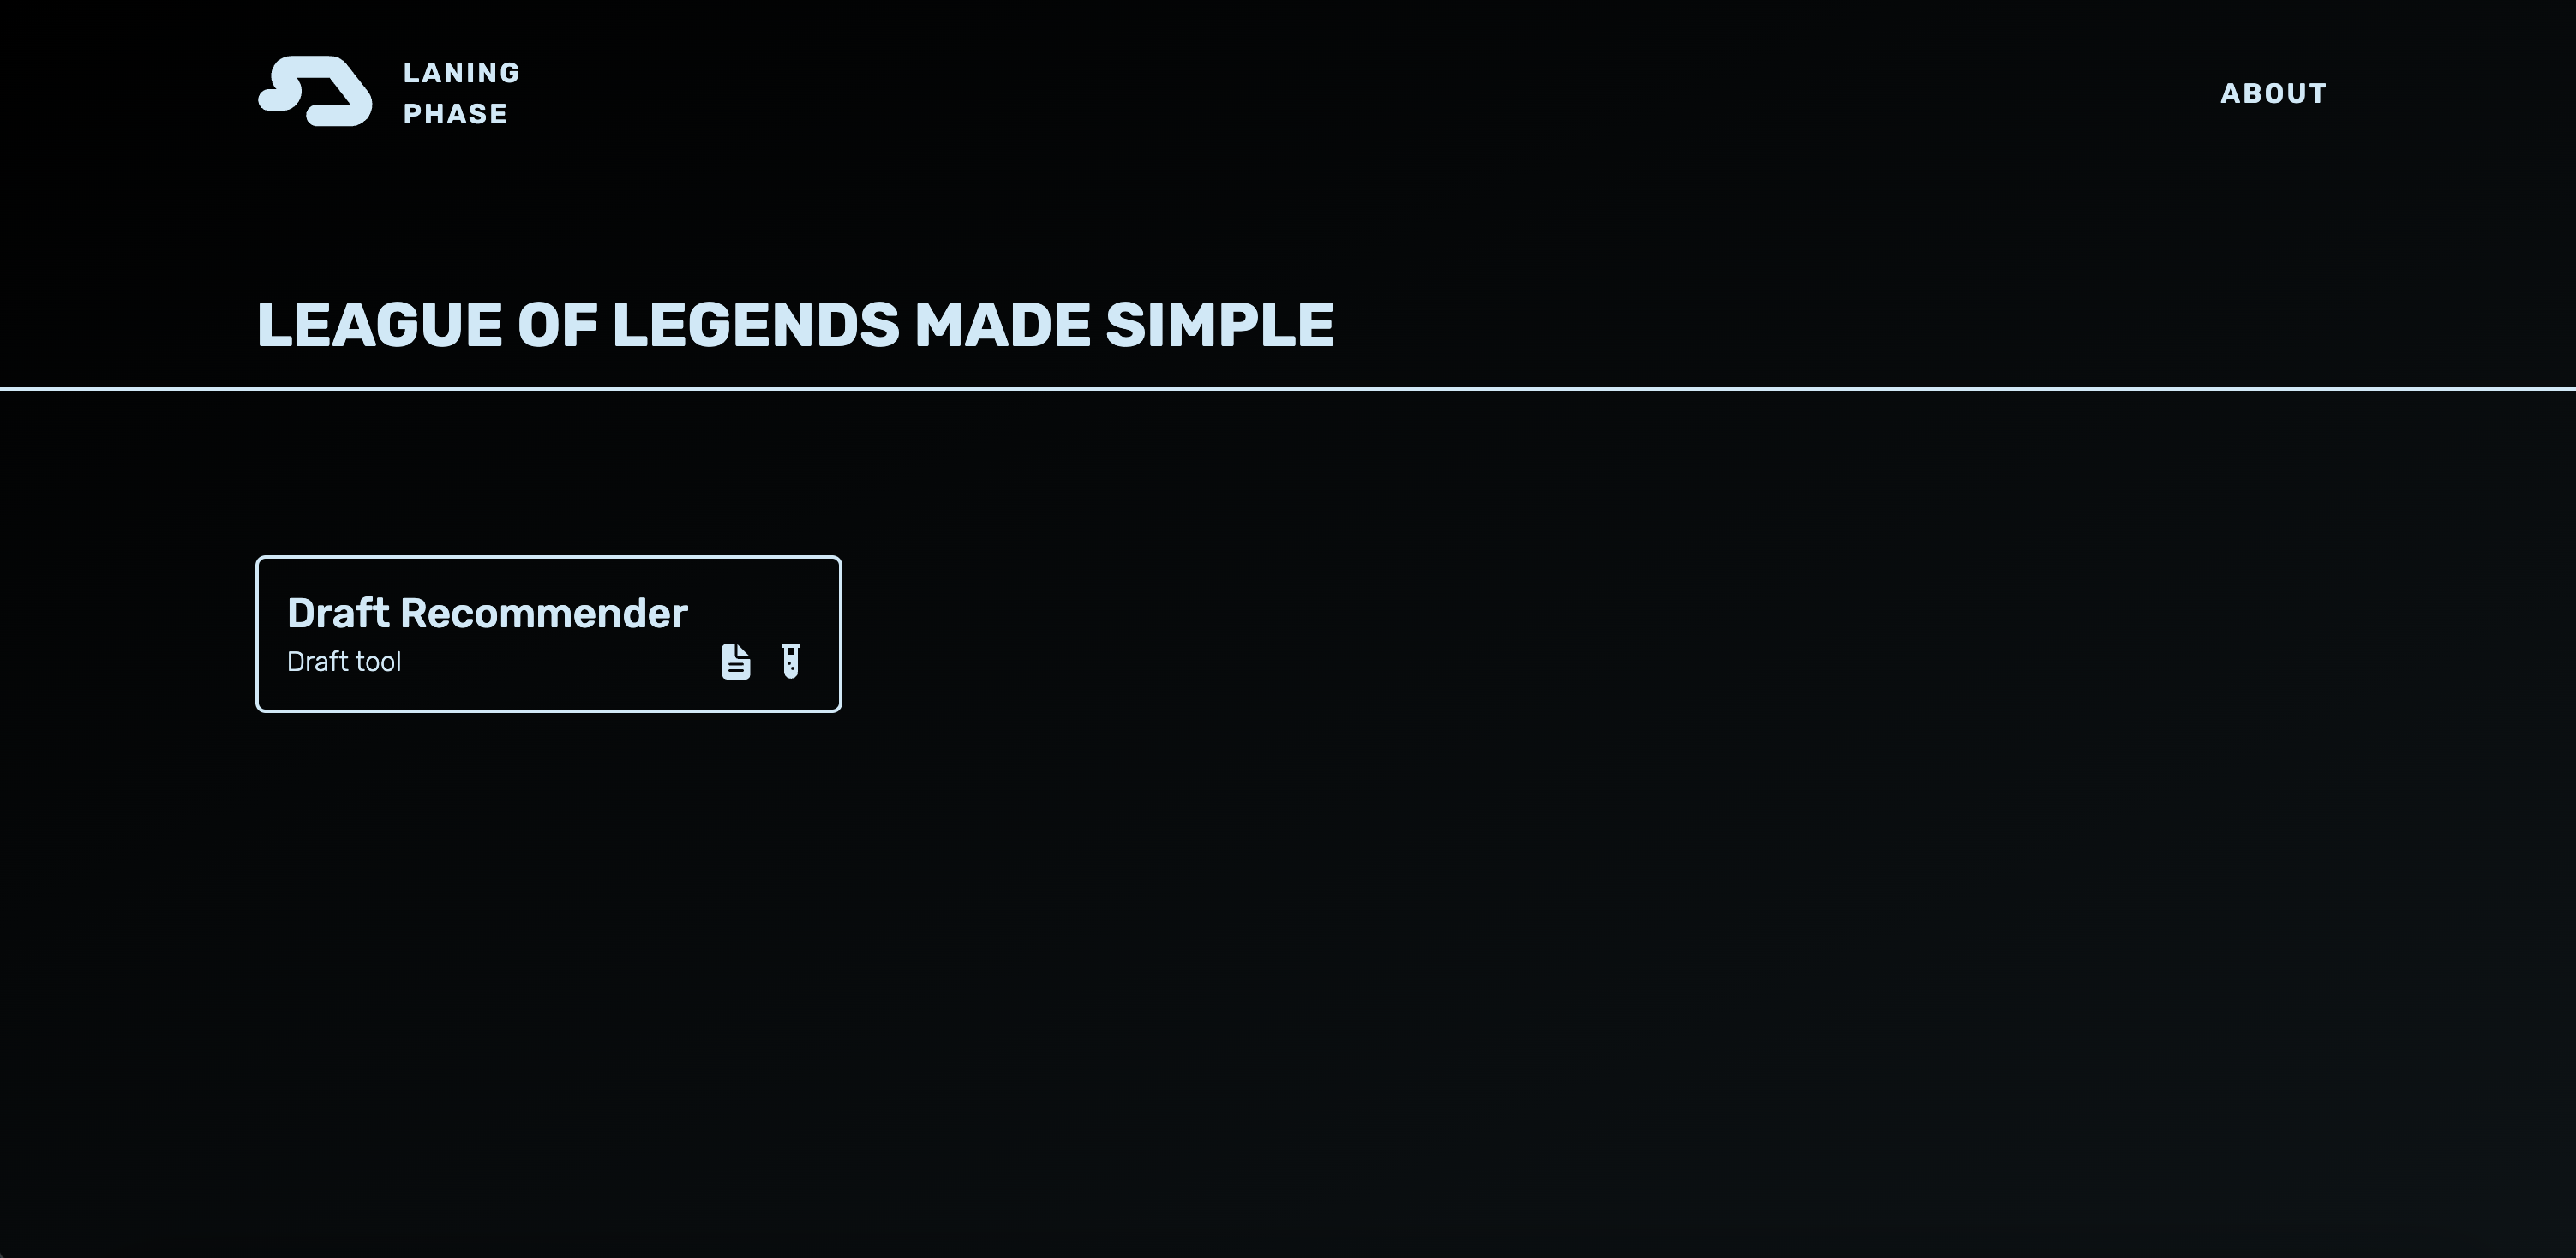 LANING
PHASE
ABOUT
LEAGUE OF LEGENDS MADE SIMPLE
Draft Recommender
Draft tool